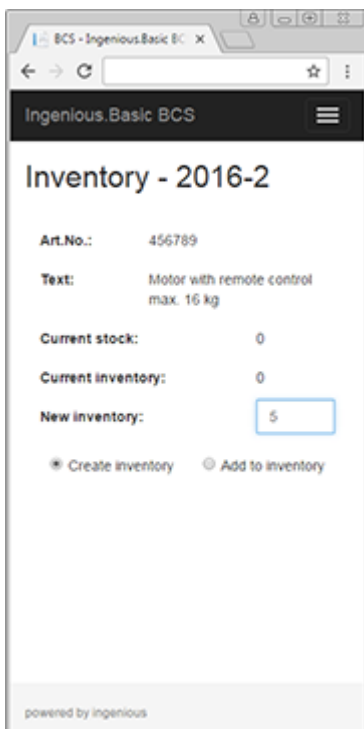 BCS - Ingenious.Basic BC
Ingenious.Basic BCS
Inventory - 2016-2
Art.No.: 456789
Text: Motor with remote control
max. 16 kg
Current stock: 0
Current inventory: 0
New inventory: 5
Create inventory Add to inventory
powered by ingenious